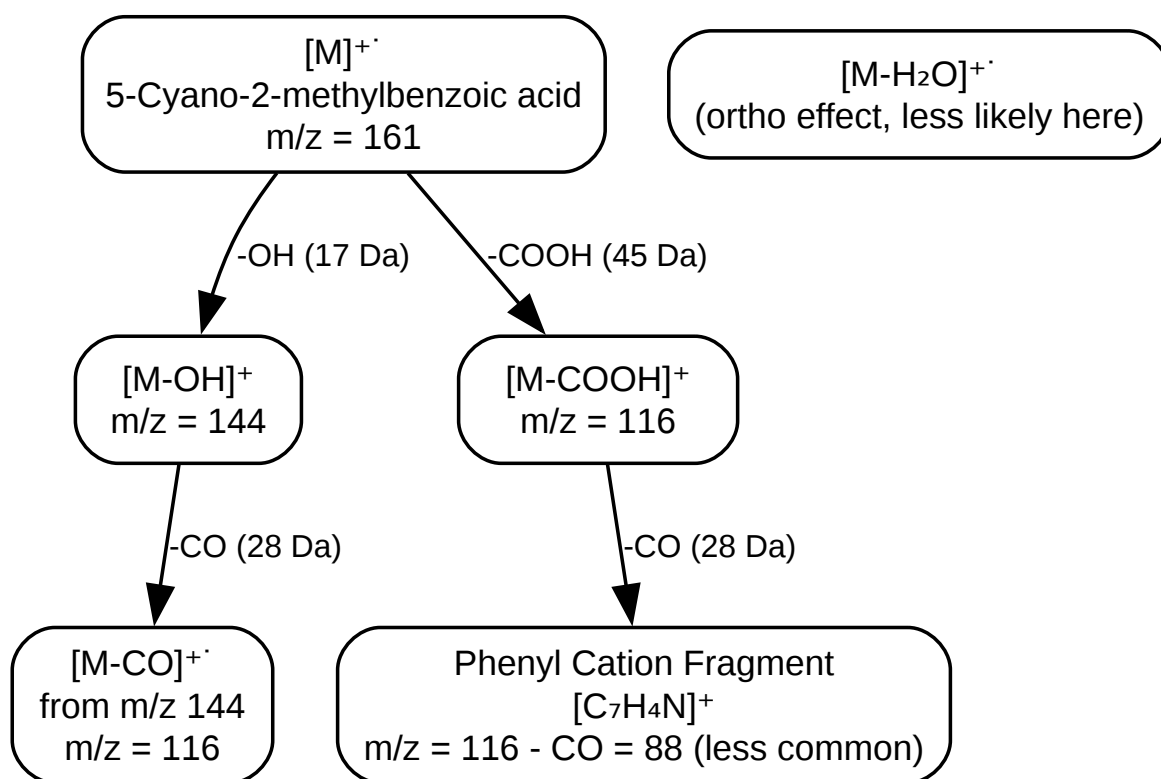 [M]⁺˙
5-Cyano-2-methylbenzoic acid
m/z = 161
[M-H₂O]⁺˙
(ortho effect, less likely here)
-OH (17 Da)
-COOH (45 Da)
[M-OH]⁺
m/z = 144
[M-COOH]⁺
m/z = 116
-CO (28 Da)
-CO (28 Da)
[M-CO]⁺˙
from m/z 144
m/z = 116
Phenyl Cation Fragment
[C₇H₄N]⁺
m/z = 116 - CO = 88 (less common)